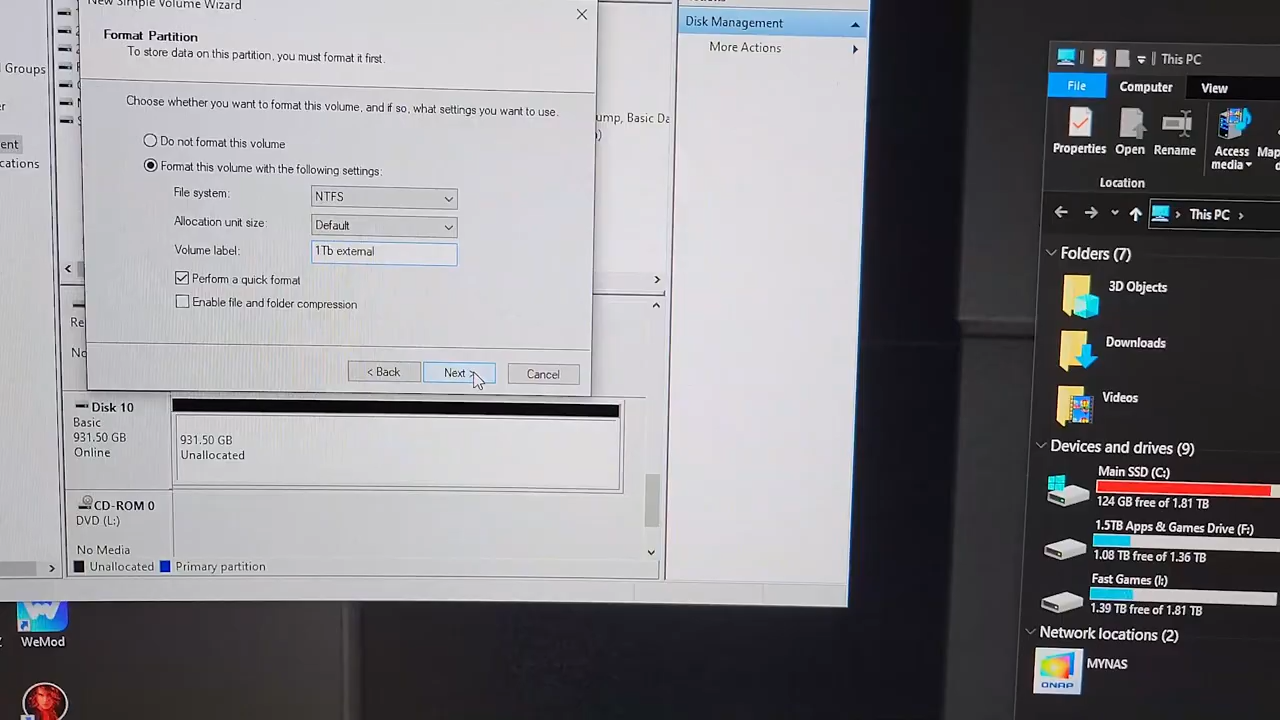 New Simple Volume Wizard
Format Partition
To store data on this partition, you must format it first.
Choose whether you want to format this volume, and if so, what settings you want to use.
Do not format this volume
Format this volume with the following settings:
File system:
NTFS
Allocation unit size:
Default
Volume label:
1Tb external
Perform a quick format
Enable file and folder compression
< Back
Next >
Cancel
Groups
ent
cations
ump, Basic Da
Re
No
Disk 10
Basic
931.50 GB
Online
931.50 GB
Unallocated
CD-ROM 0
DVD (L:)
No Media
Unallocated
Primary partition
Disk Management
More Actions
WeMod
This PC
File
Computer
View
Properties
Open
Rename
Access
media
Map
Location
This PC
Folders (7)
3D Objects
Downloads
Videos
Devices and drives (9)
Main SSD (C:)
124 GB free of 1.81 TB
1.5TB Apps & Games Drive (F:)
1.08 TB free of 1.36 TB
Fast Games (I:)
1.39 TB free of 1.81 TB
Network locations (2)
MYNAS
QNAP